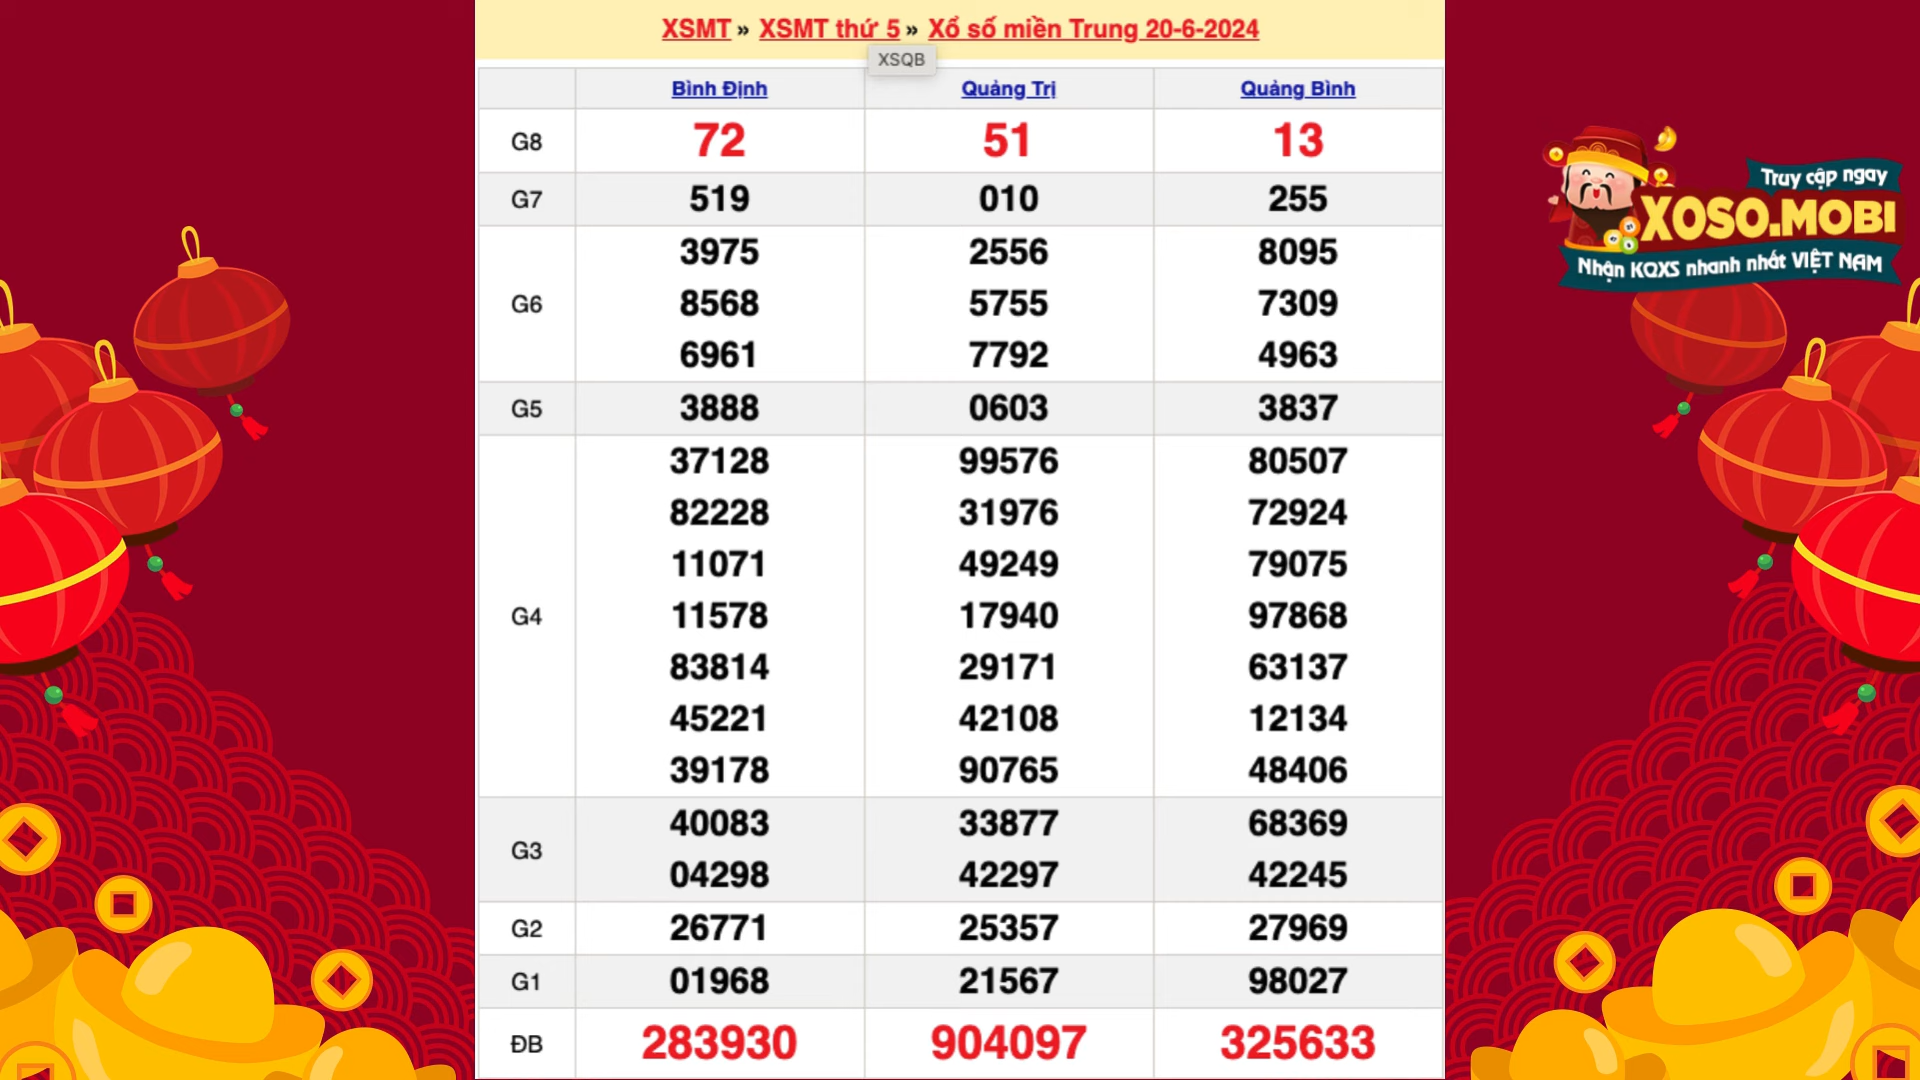 XSMT » XSMT thứ 5 » Xổ số miền Trung 20-6-2024
XSQB
Bình Định Quảng Trị Quảng Bình
G8 72 51 13
G7 519 010 255
G6 3975 2556 8095
8568 5755 7309
6961 7792 4963
G5 3888 0603 3837
G4 37128 99576 80507
82228 31976 72924
11071 49249 79075
11578 17940 97868
83814 29171 63137
45221 42108 12134
39178 90765 48406
G3 40083 33877 68369
04298 42297 42245
G2 26771 25357 27969
G1 01968 21567 98027
ĐB 283930 904097 325633
Truy cập ngay
XOSO.MOBI
Nhận KQXS nhanh nhất VIỆT NAM